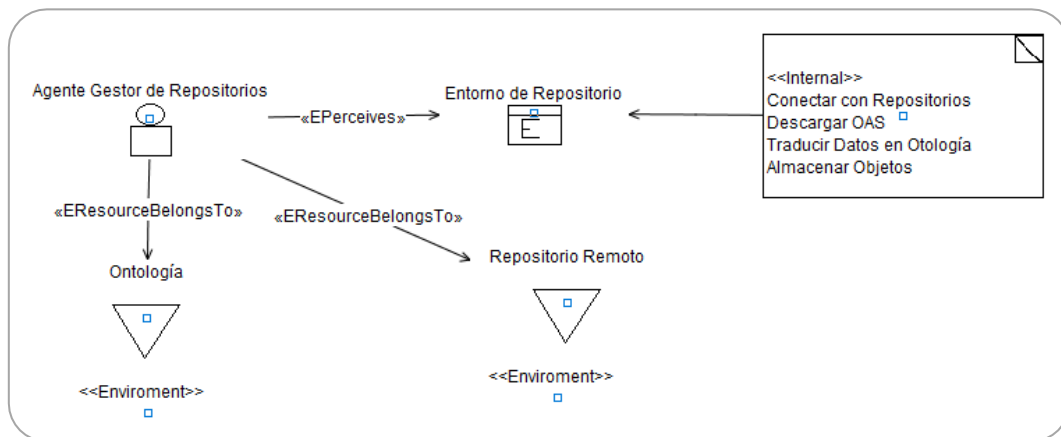 Agente Gestor de Repositorios
«EPerceives»
Entorno de Repositorio
E
<<Internal>>
Conectar con Repositorios
Descargar OAS
Traducir Datos en Otología
Almacenar Objetos
«EResourceBelongsTo»
«EResourceBelongsTo»
Ontología
Repositorio Remoto
<<Enviroment>>
<<Enviroment>>